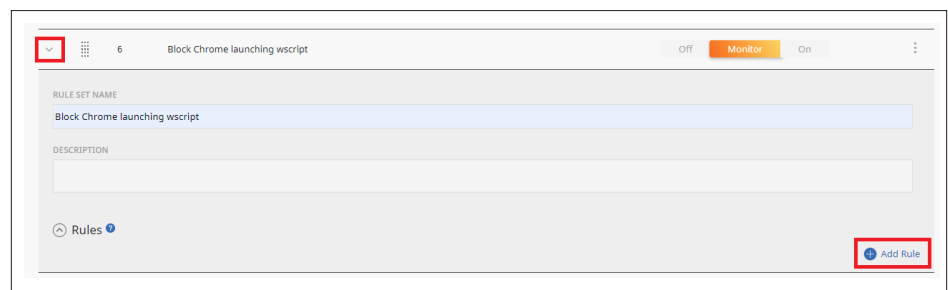 6 Block Chrome launching wscript Off Monitor On
RULE SET NAME
Block Chrome launching wscript
DESCRIPTION
Rules ?
Add Rule